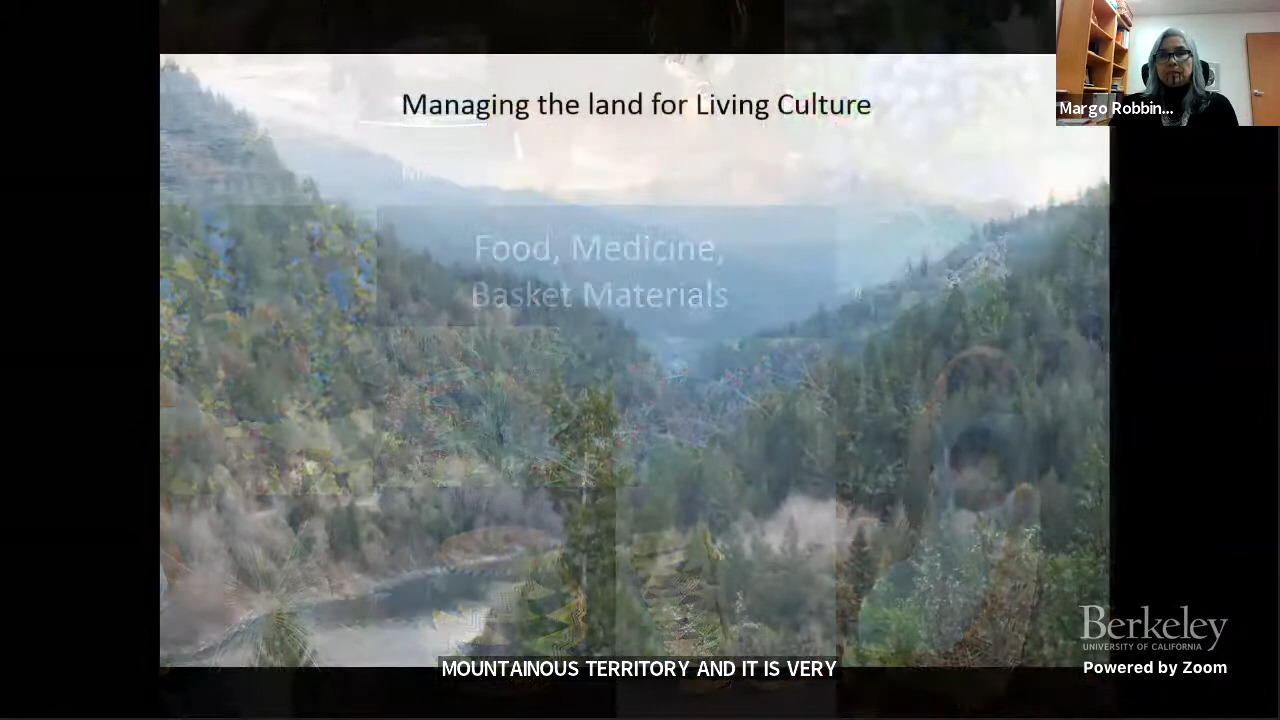 Managing the land for Living Culture
Margo Robbin...
Food, Medicine,
Basket Materials
Berkeley
UNIVERSITY OF CALIFORNIA
MOUNTAINOUS TERRITORY AND IT IS VERY
Powered by Zoom